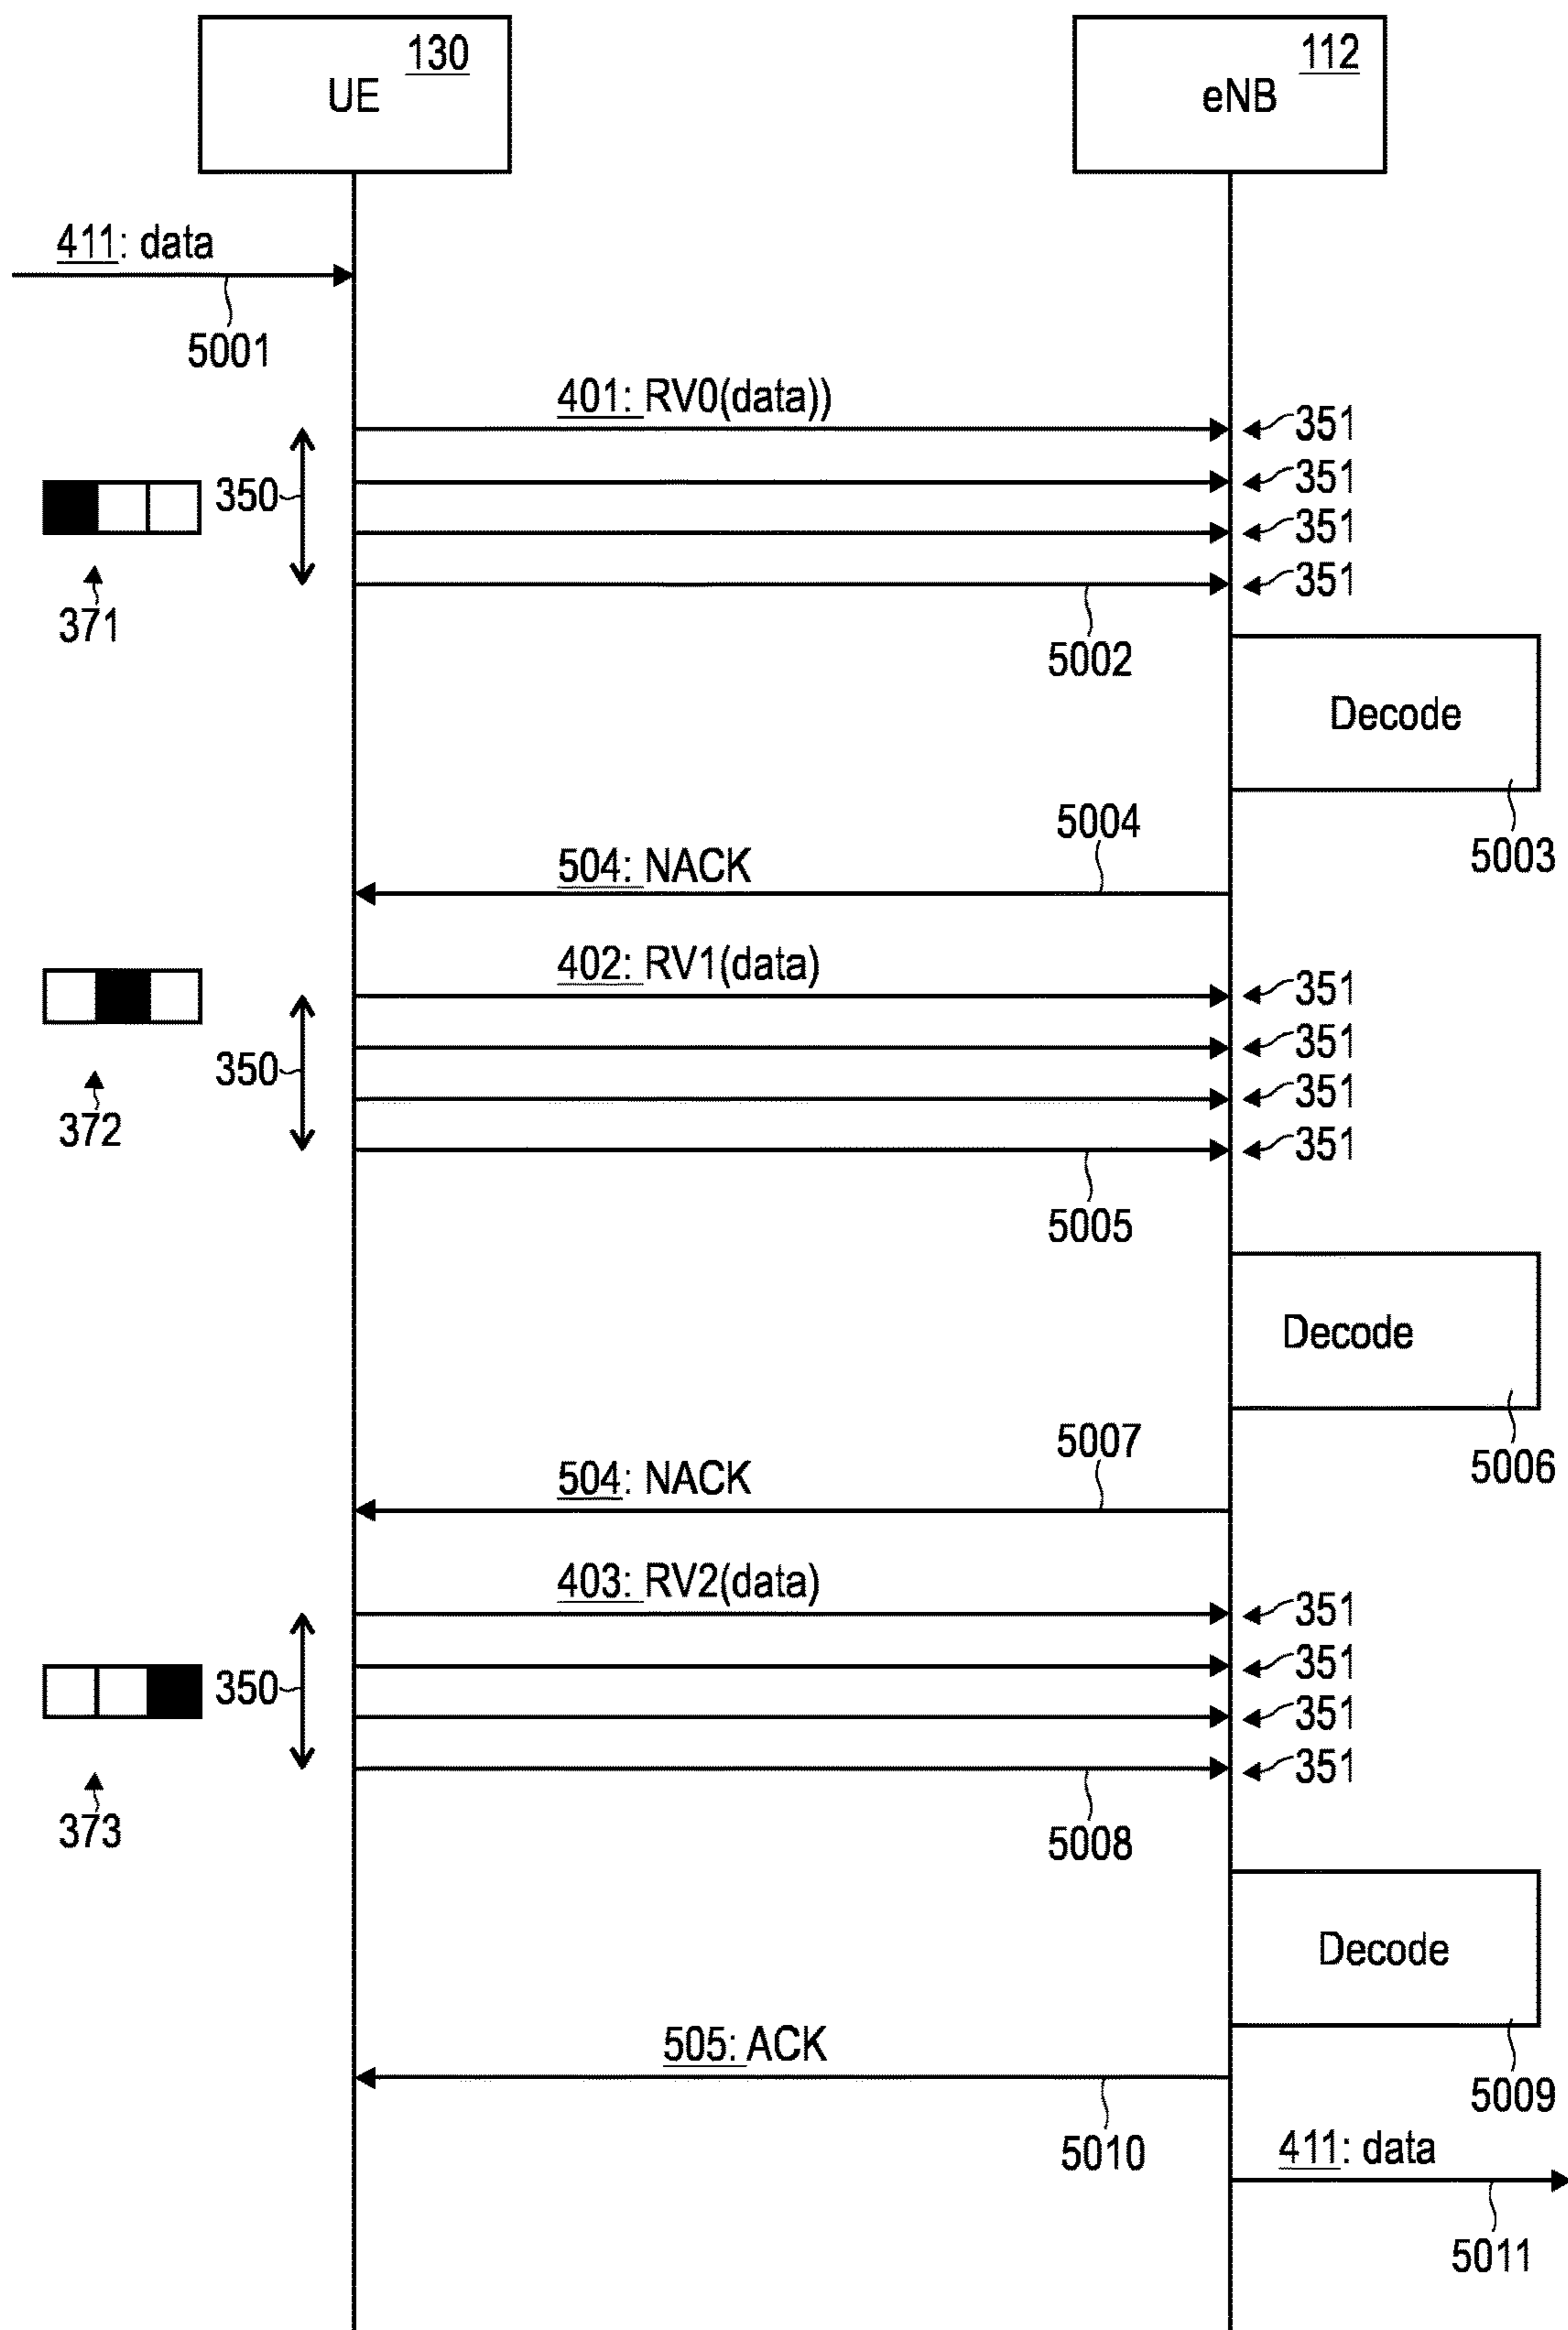 130
UE
112
eNB
411: data
5001
401: RV0(data))
351
351
350
351
351
371
5002
Decode
5003
5004
504: NACK
402: RV1(data)
351
351
350
351
372
351
5005
Decode
5006
5007
504: NACK
403: RV2(data)
351
351
350
351
351
373
5008
Decode
505: ACK
5009
5010
411: data
5011